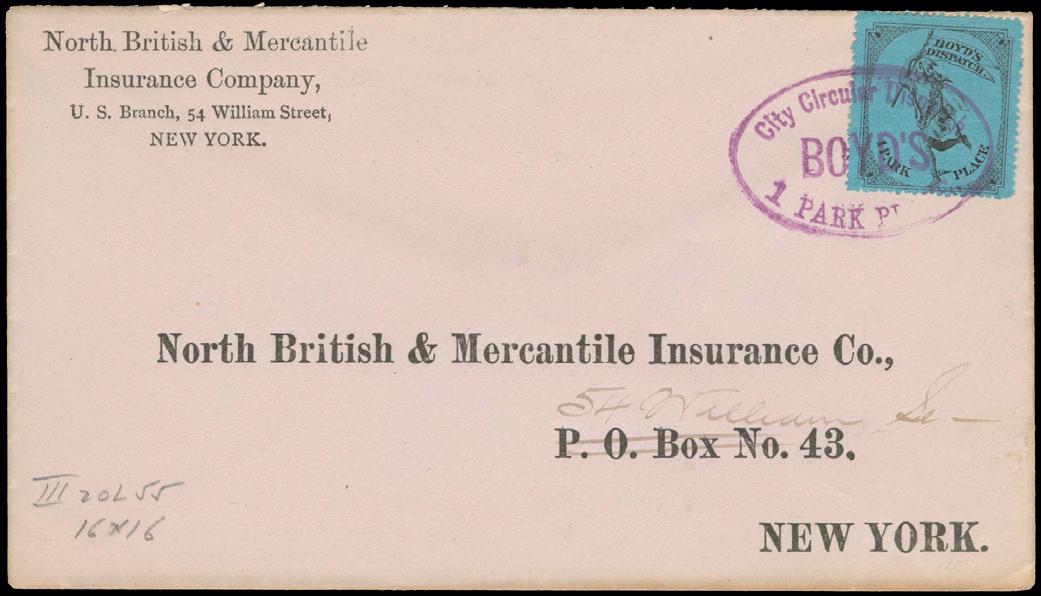 North British & Mercantile
Insurance Company,
U. S. Branch, 54 William Street,
NEW YORK.
BOYD'S
DISPATCH
PARK PLACE
City Circular
BOYD'S
1 PARK PL
North British & Mercantile Insurance Co.,
54 William St
P. O. Box No. 43.
NEW YORK.
III 20L55
16x16